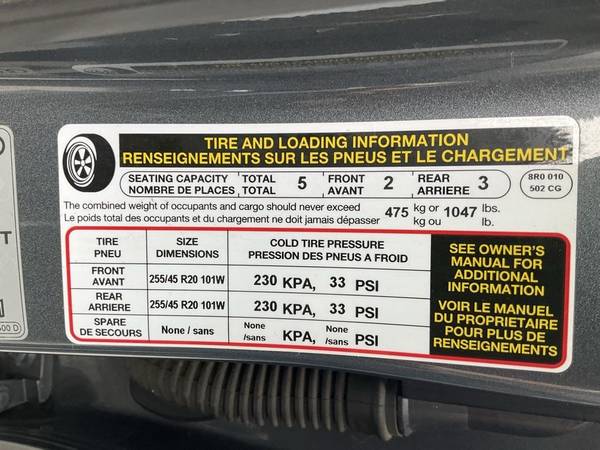 TIRE AND LOADING INFORMATION
RENSEIGNEMENTS SUR LES PNEUS ET LE CHARGEMENT
SEATING CAPACITY TOTAL 5 FRONT 2 REAR 3
NOMBRE DE PLACES TOTAL AVANT ARRIERE
8R0 010
502 CG
The combined weight of occupants and cargo should never exceed 475 kg or 1047 lbs.
Le poids total des occupants et du chargement ne doit jamais dépasser kg ou lb.
TIRE SIZE COLD TIRE PRESSURE
PNEU DIMENSIONS PRESSION DES PNEUS A FROID
FRONT
AVANT 255/45 R20 101W 230 KPA, 33 PSI
REAR
ARRIERE 255/45 R20 101W 230 KPA, 33 PSI
SPARE
DE SECOURS None / sans None /sans KPA, None /sans PSI
SEE OWNER'S
MANUAL FOR
ADDITIONAL
INFORMATION
VOIR LE MANUEL
DU PROPRIETAIRE
POUR PLUS DE
RENSEIGNEMENTS